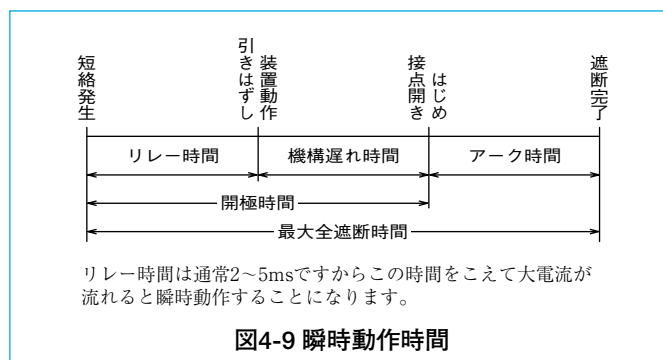 短絡発生
引きはずし
装置動作
接点開き
はじめ
遮断完了
リレー時間
機構遅れ時間
アーク時間
開極時間
最大全遮断時間
リレー時間は通常2〜5msですからこの時間をこえて大電流が
流れると瞬時動作することになります。
図4-9 瞬時動作時間